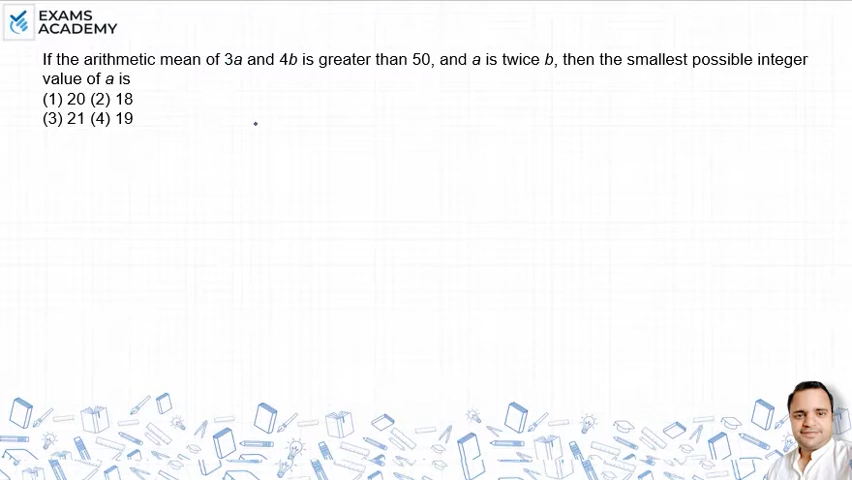 EXAMS
ACADEMY
If the arithmetic mean of 3a and 4b is greater than 50, and a is twice b, then the smallest possible integer
value of a is
(1) 20 (2) 18
(3) 21 (4) 19